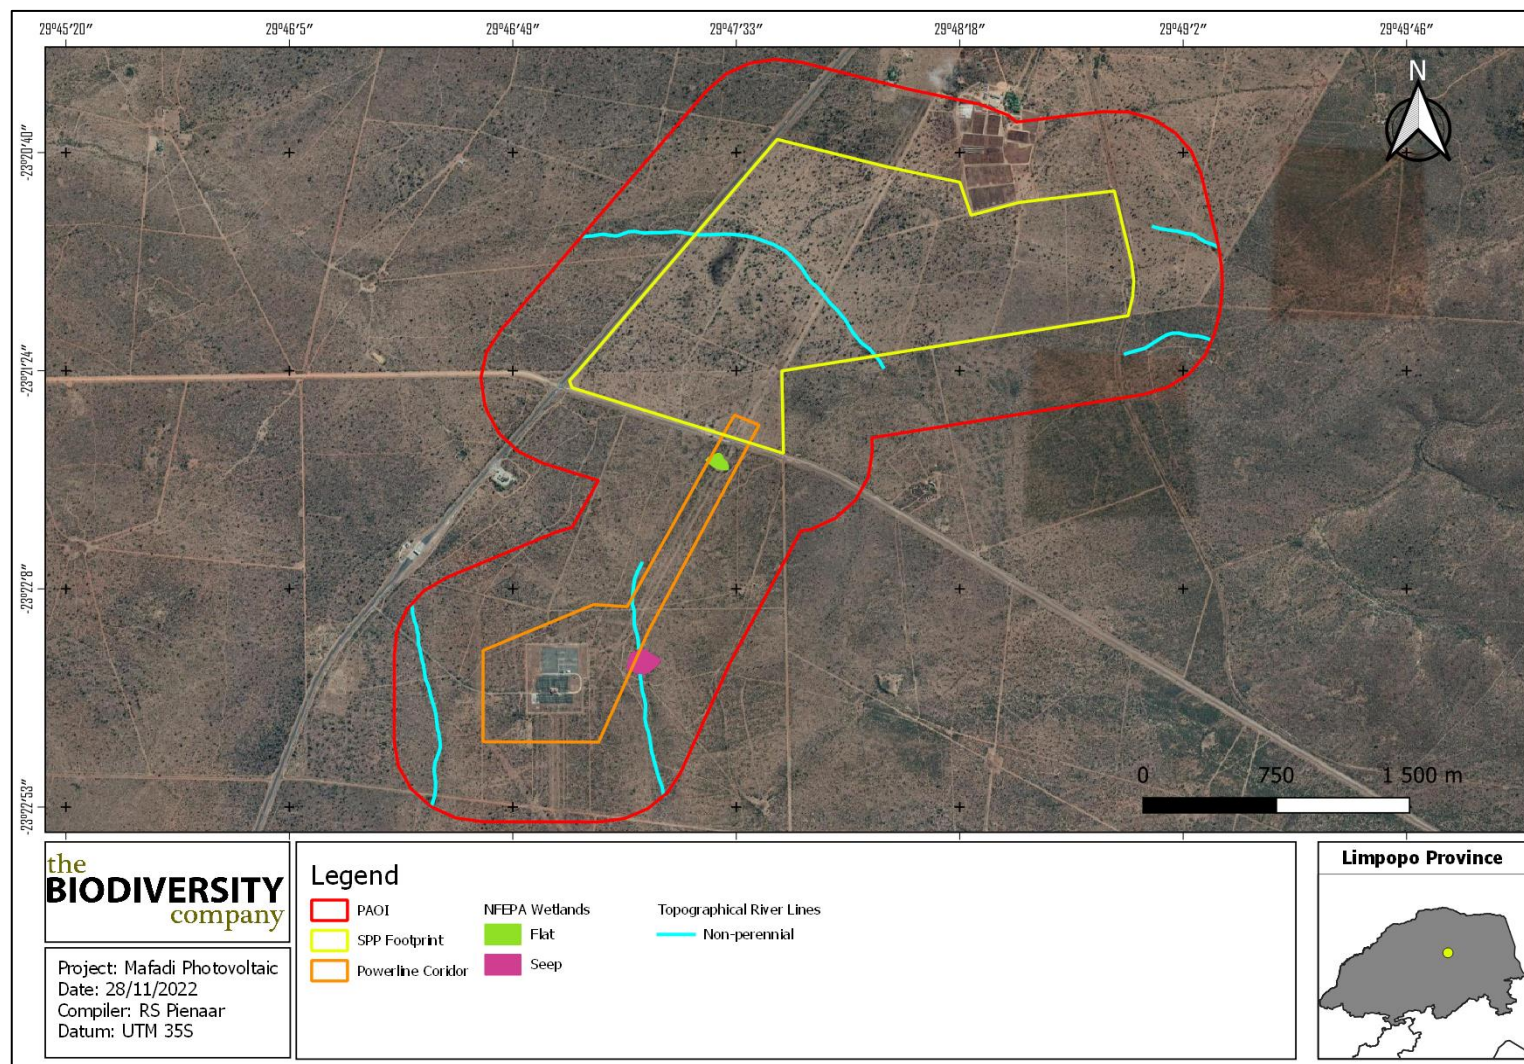 29°45'20" 29°46'5" 29°46'49" 29°47'33" 29°48'18" 29°49'2" 29°49'46"
N
-23°20'40"
-23°21'24"
-23°22'8"
-23°22'53"
0 750 1 500 m
the
BIODIVERSITY
company
Project: Mafadi Photovoltaic
Date: 28/11/2022
Compiler: RS Pienaar
Datum: UTM 35S
Legend
PAOI
SPP Footprint
Powerline Coridor
NFEPA Wetlands
Flat
Seep
Topographical River Lines
Non-perennial
Limpopo Province